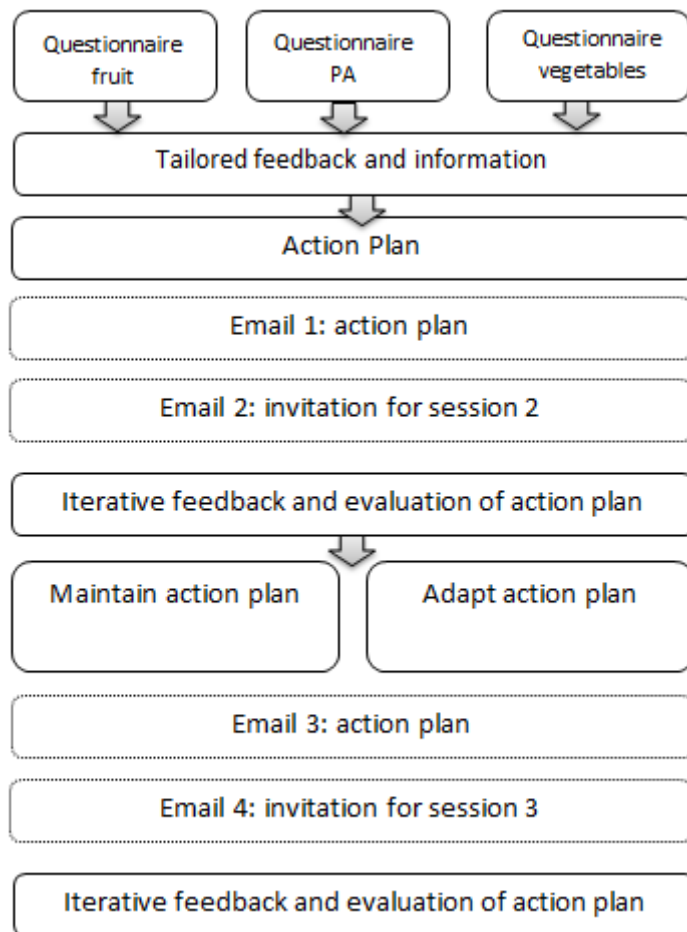 Questionnaire
fruit
Questionnaire
PA
Questionnaire
vegetables
Tailored feedback and information
Action Plan
Email 1: action plan
Email 2: invitation for session 2
Iterative feedback and evaluation of action plan
Maintain action plan
Adapt action plan
Email 3: action plan
Email 4: invitation for session 3
Iterative feedback and evaluation of action plan